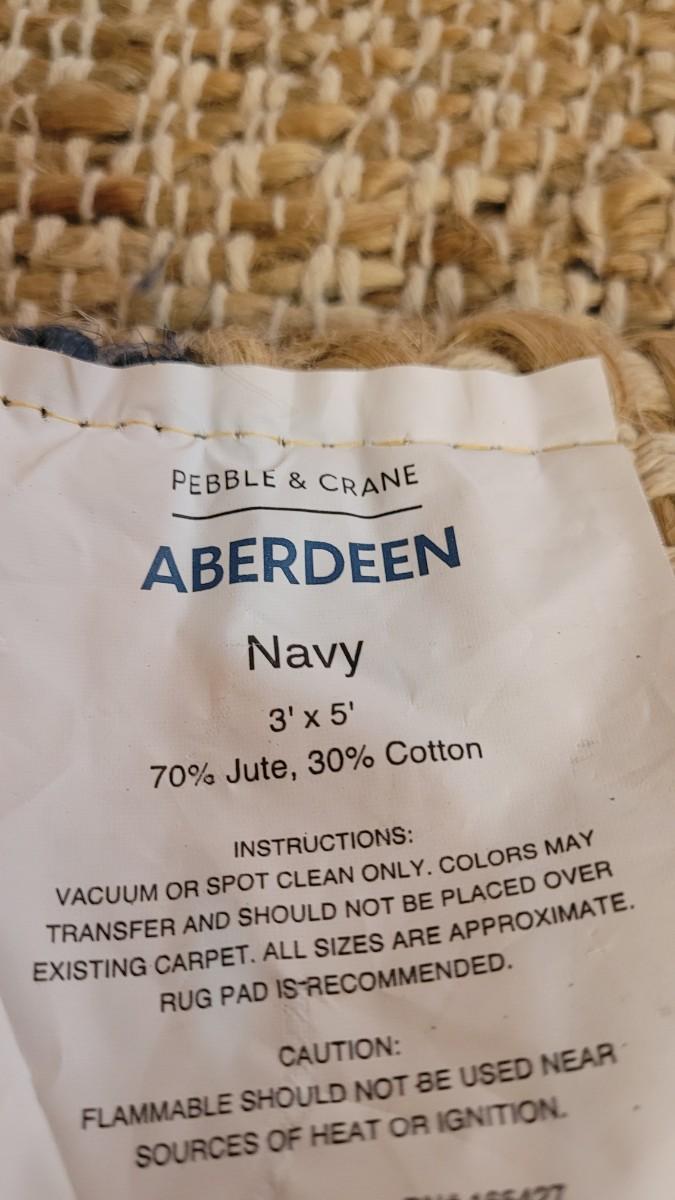 PEBBLE & CRANE
ABERDEEN
Navy
3' x 5'
70% Jute, 30% Cotton
INSTRUCTIONS:
VACUUM OR SPOT CLEAN ONLY. COLORS MAY
TRANSFER AND SHOULD NOT BE PLACED OVER
EXISTING CARPET. ALL SIZES ARE APPROXIMATE.
RUG PAD IS RECOMMENDED.
CAUTION:
FLAMMABLE SHOULD NOT BE USED NEAR
SOURCES OF HEAT OR IGNITION.